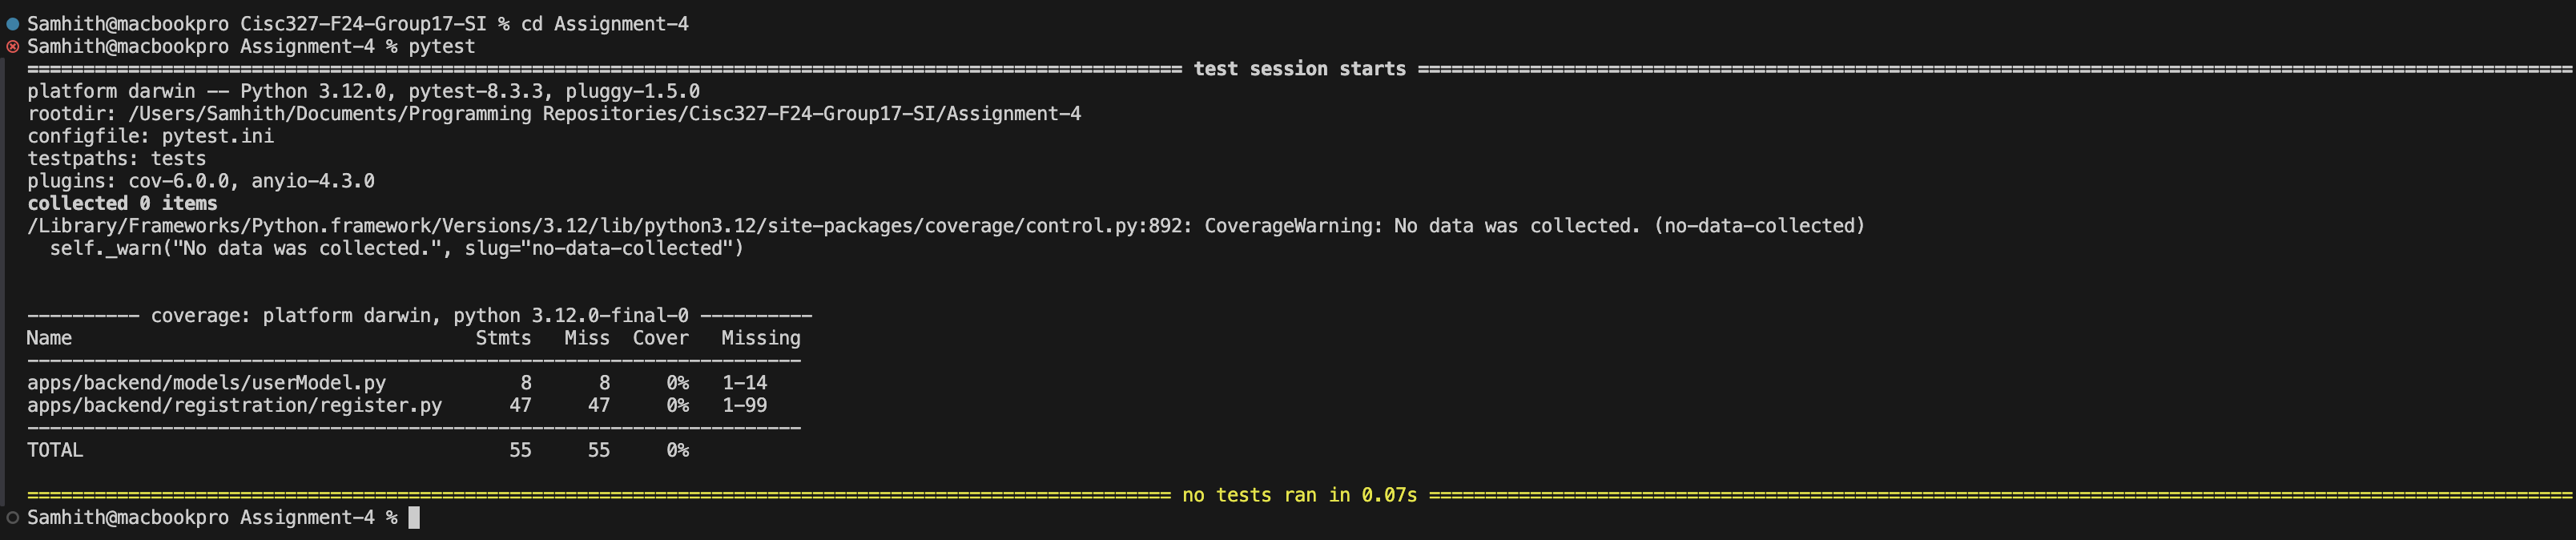 Samhith@macbookpro Cisc327-F24-Group17-SI % cd Assignment-4
Samhith@macbookpro Assignment-4 % pytest
=============================== test session starts ===============================
platform darwin -- Python 3.12.0, pytest-8.3.3, pluggy-1.5.0
rootdir: /Users/Samhith/Documents/Programming Repositories/Cisc327-F24-Group17-SI/Assignment-4
configfile: pytest.ini
testpaths: tests
plugins: cov-6.0.0, anyio-4.3.0
collected 0 items
/Library/Frameworks/Python.framework/Versions/3.12/lib/python3.12/site-packages/coverage/control.py:892: CoverageWarning: No data was collected. (no-data-collected)
  self._warn("No data was collected.", slug="no-data-collected")
---------- coverage: platform darwin, python 3.12.0-final-0 ----------
Name                                    Stmts   Miss  Cover   Missing
---------------------------------------------------------------------
apps/backend/models/userModel.py            8      8     0%   1-14
apps/backend/registration/register.py      47     47     0%   1-99
---------------------------------------------------------------------
TOTAL                                      55     55     0%
=============================== no tests ran in 0.07s ===============================
Samhith@macbookpro Assignment-4 %